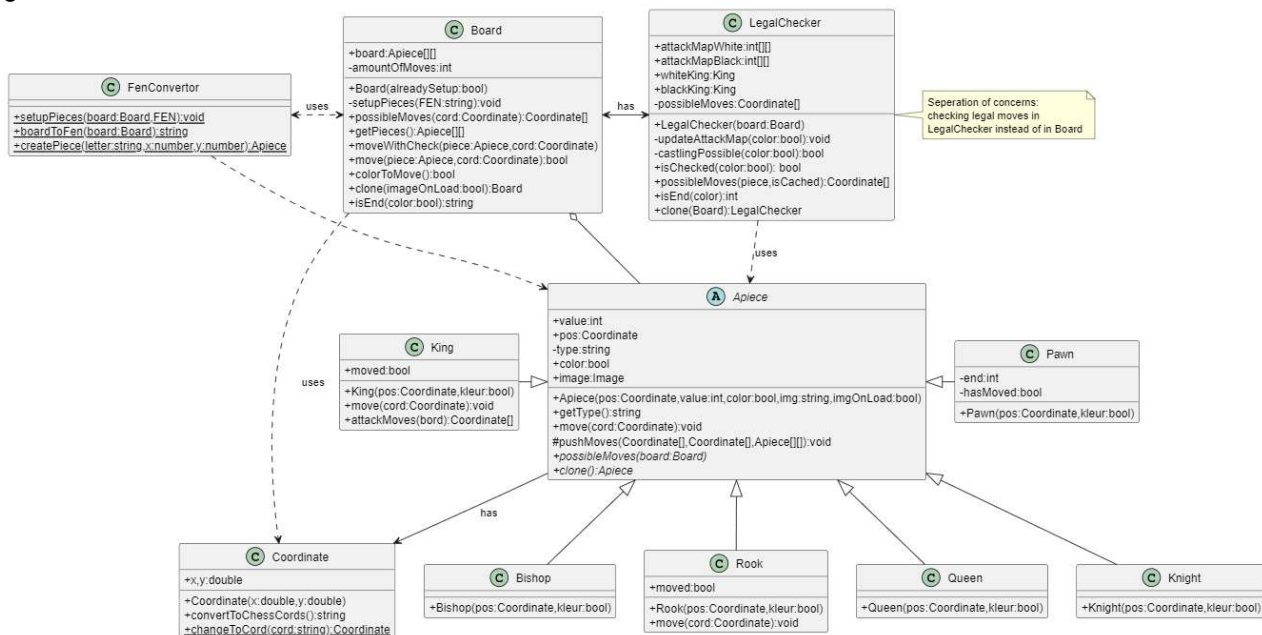 g
C Board
+board:Apiece[][]
-amountOfMoves:int
+Board(alreadySetup:bool)
-setupPieces(FEN:string):void
+possibleMoves(cord:Coordinate):Coordinate[]
+getPieces():Apiece[][]
+moveWithCheck(piece:Apiece,cord:Coordinate)
+move(piece:Apiece,cord:Coordinate):bool
+colorToMove():bool
+clone(imageOnLoad:bool):Board
+isEnd(color:bool):string
C LegalChecker
+attackMapWhite:int[][]
+attackMapBlack:int[][]
+whiteKing:King
+blackKing:King
-possibleMoves:Coordinate[]
+LegalChecker(board:Board)
-updateAttackMap(color:bool):void
-castlingPossible(color:bool):bool
+isChecked(color:bool): bool
+possibleMoves(piece,isCached):Coordinate[]
+isEnd(color):int
+clone(Board):LegalChecker
C FenConvertor
+setupPieces(board:Board,FEN):void
+boardToFen(board:Board):string
+createPiece(letter:string,x:number,y:number):Apiece
uses
has
Seperation of concerns:
checking legal moves in
LegalChecker instead of in Board
uses
A Apiece
+value:int
+pos:Coordinate
-type:string
+color:bool
+image:Image
+Apiece(pos:Coordinate,value:int,color:bool,img:string,imgOnLoad:bool)
+getType():string
+move(cord:Coordinate):void
#pushMoves(Coordinate[],Coordinate[],Apiece[][]):void
+possibleMoves(board:Board)
+clone():Apiece
C King
+moved:bool
+King(pos:Coordinate,kleur:bool)
+move(cord:Coordinate):void
+attackMoves(bord):Coordinate[]
C Pawn
-end:int
-hasMoved:bool
+Pawn(pos:Coordinate,kleur:bool)
uses
has
C Coordinate
+x,y:double
+Coordinate(x:double,y:double)
+convertToChessCords():string
+changeToCord(cord:string):Coordinate
C Bishop
+Bishop(pos:Coordinate,kleur:bool)
C Rook
+moved:bool
+Rook(pos:Coordinate,kleur:bool)
+move(cord:Coordinate):void
C Queen
+Queen(pos:Coordinate,kleur:bool)
C Knight
+Knight(pos:Coordinate,kleur:bool)